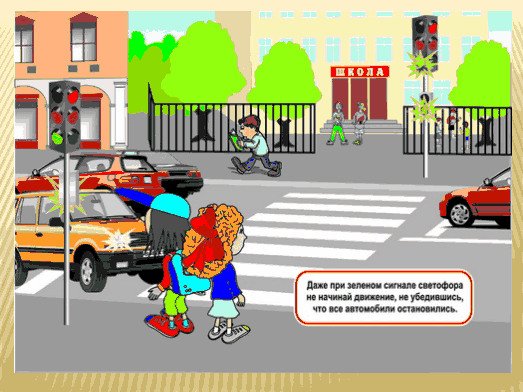 ШКОЛА
Даже при зеленом сигнале светофора
не начинай движение, не убедившись,
что все автомобили остановились.